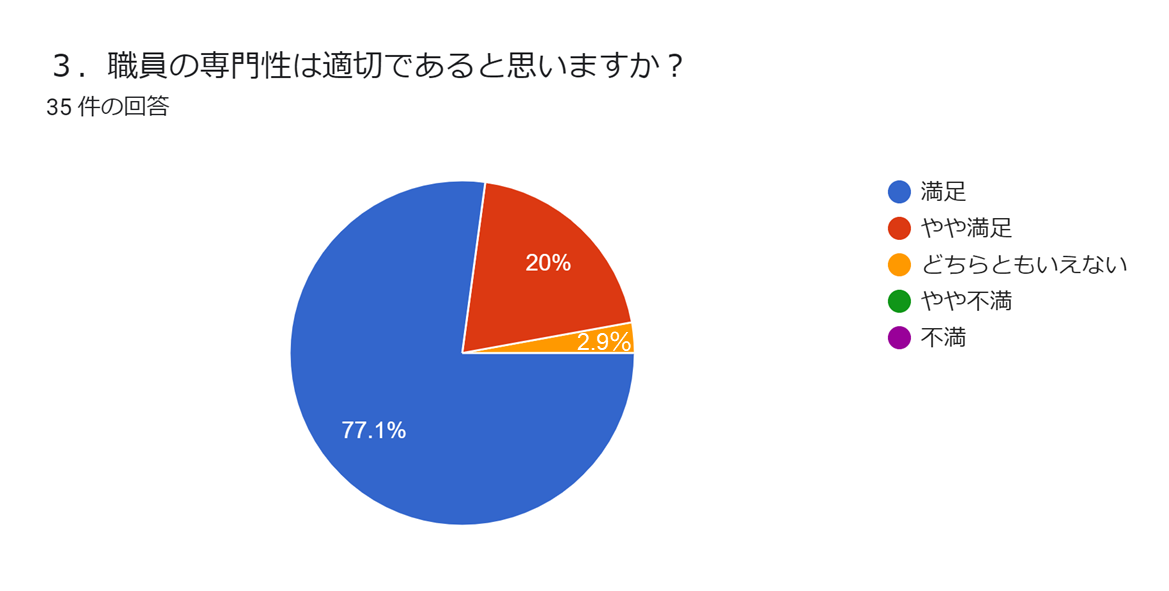 ３．職員の専門性は適切であると思いますか？
35 件の回答
満足
やや満足
どちらともいえない
やや不満
不満
20%
2.9%
77.1%